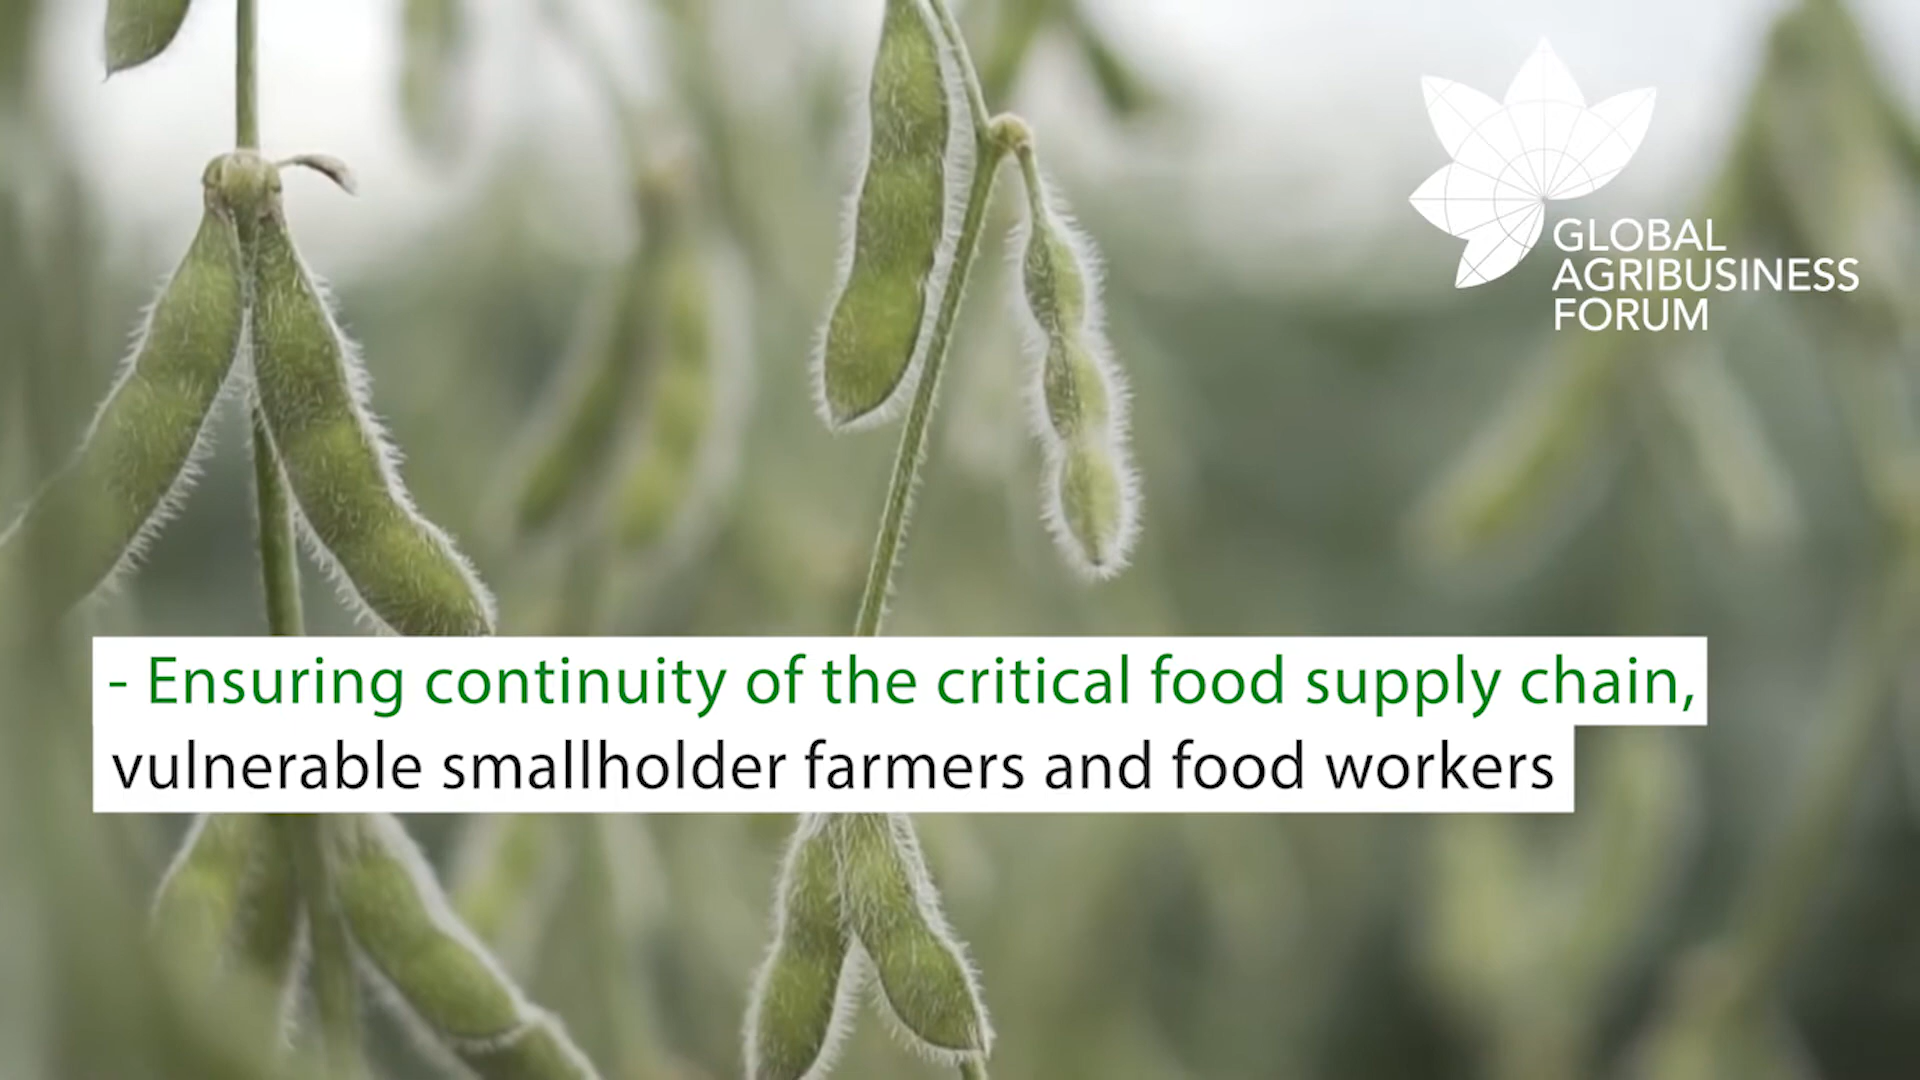 GLOBAL
AGRIBUSINESS
FORUM
- Ensuring continuity of the critical food supply chain,
vulnerable smallholder farmers and food workers